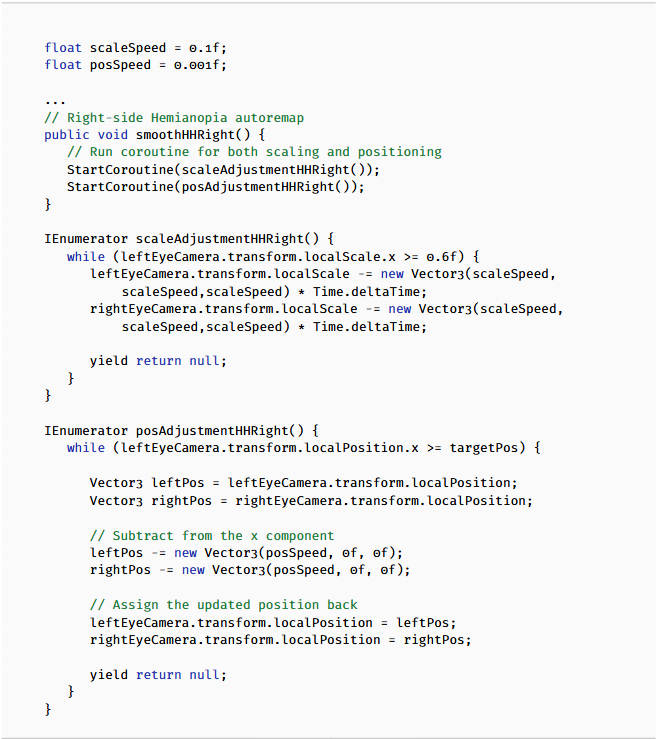 float scaleSpeed = 0.1f;
float posSpeed = 0.001f;
...
// Right-side Hemianopia autoremap
public void smoothHHRight() {
// Run coroutine for both scaling and positioning
StartCoroutine(scaleAdjustmentHHRight());
StartCoroutine(posAdjustmentHHRight());
}
IEnumerator scaleAdjustmentHHRight() {
while (leftEyeCamera.transform.localScale.x >= 0.6f) {
leftEyeCamera.transform.localScale -= new Vector3(scaleSpeed,
scaleSpeed,scaleSpeed) * Time.deltaTime;
rightEyeCamera.transform.localScale -= new Vector3(scaleSpeed,
scaleSpeed,scaleSpeed) * Time.deltaTime;
yield return null;
}
}
IEnumerator posAdjustmentHHRight() {
while (leftEyeCamera.transform.localPosition.x >= targetPos) {
Vector3 leftPos = leftEyeCamera.transform.localPosition;
Vector3 rightPos = rightEyeCamera.transform.localPosition;
// Subtract from the x component
leftPos -= new Vector3(posSpeed, 0f, 0f);
rightPos -= new Vector3(posSpeed, 0f, 0f);
// Assign the updated position back
leftEyeCamera.transform.localPosition = leftPos;
rightEyeCamera.transform.localPosition = rightPos;
yield return null;
}
}